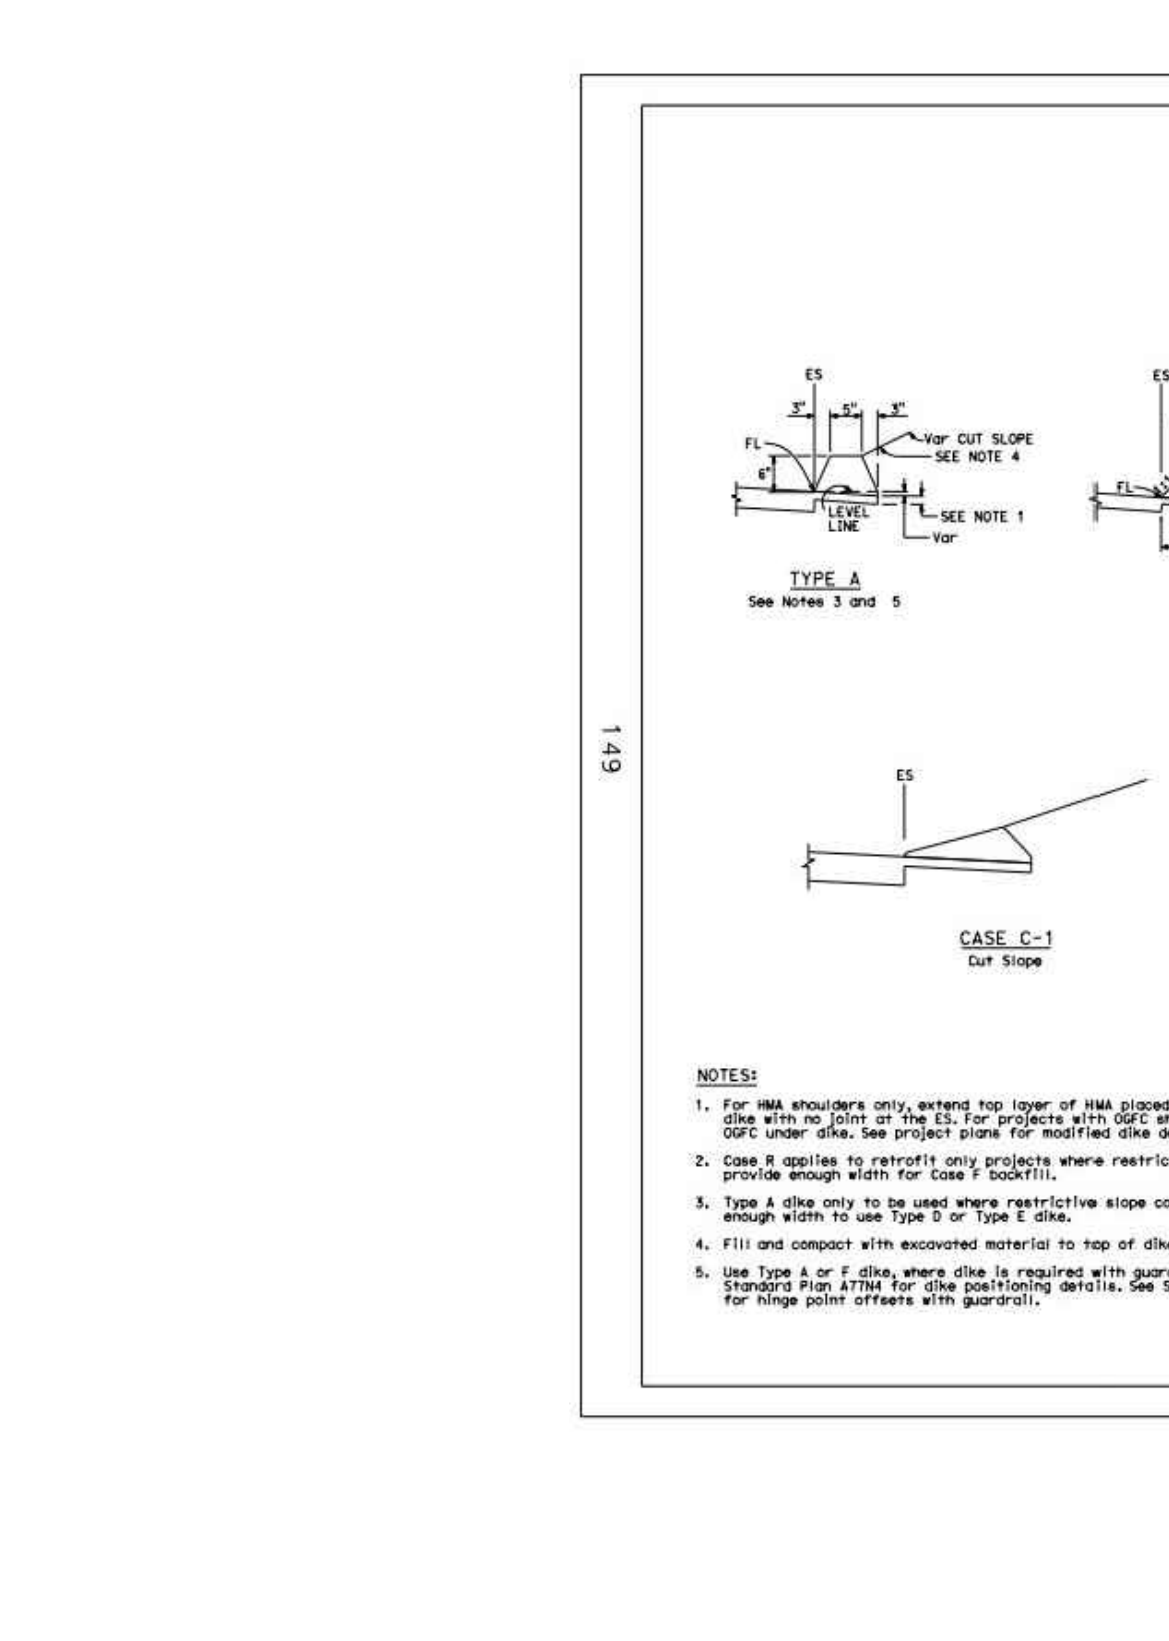 ES
ES
3" 5" 3"
FL
Var CUT SLOPE
SEE NOTE 4
6"
FL
LEVEL
LINE
SEE NOTE 1
Var
TYPE A
See Notes 3 and 5
149
ES
CASE C-1
Cut Slope
NOTES:
1. For HMA shoulders only, extend top layer of HMA placed
dike with no joint at the ES. For projects with OGFC
OGFC under dike. See project plans for modified dike
2. Case R applies to retrofit only projects where restric
provide enough width for Case F backfill.
3. Type A dike only to be used where restrictive slope co
enough width to use Type D or Type E dike.
4. Fill and compact with excavated material to top of dike
5. Use Type A or F dike, where dike is required with guar
Standard Plan A77N4 for dike positioning details. See S
for hinge point offsets with guardrail.